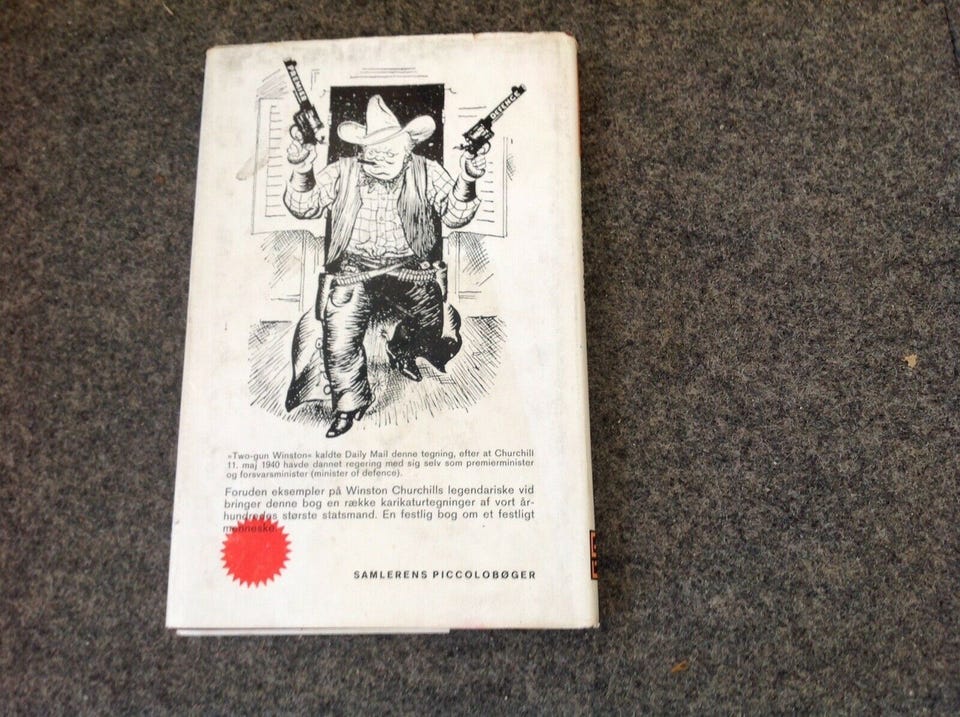 PREMIER
DEFENCE
»Two-gun Winston« kaldte Daily Mail denne tegning, efter at Churchill
11. maj 1940 havde dannet regering med sig selv som premierminister
og forsvarsminister (minister of defence).
Foruden eksempler på Winston Churchills legendariske vid
bringer denne bog en række karikaturtegninger af vort år-
hundredes største statsmand. En festlig bog om et festligt
menneske.
SAMLERENS PICCOLOBØGER